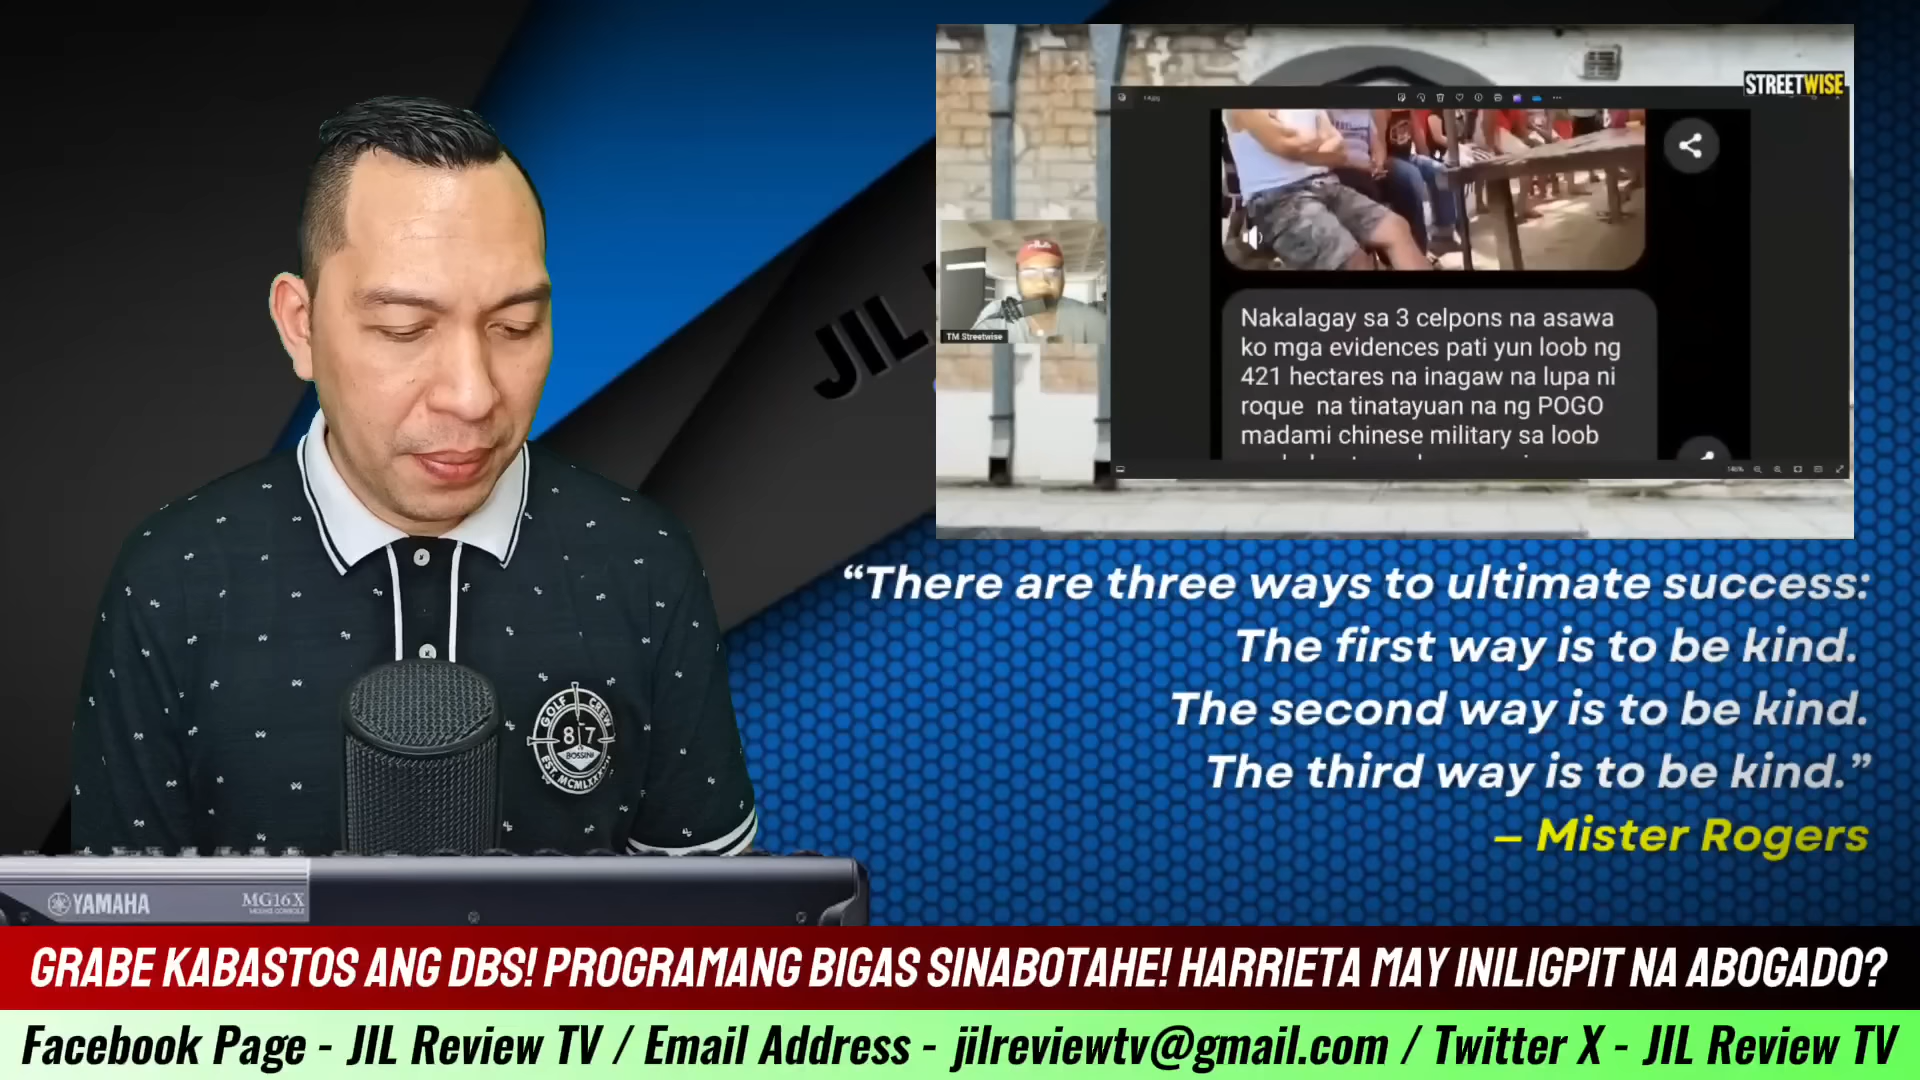 STREETWISE
TM Streetwise
Nakalagay sa 3 celpons na asawa
ko mga evidences pati yun loob ng
421 hectares na inagaw na lupa ni
roque na tinatayuan na ng POGO
madami chinese military sa loob
146%
JIL
“There are three ways to ultimate success:
The first way is to be kind.
The second way is to be kind.
The third way is to be kind.”
– Mister Rogers
GOLF CREW
87
BOSSINI
YAMAHA
MG16X
MIXING CONSOLE
GRABE KABASTOS ANG DBS! PROGRAMANG BIGAS SINABOTAHE! HARRIETA MAY INILIGPIT NA ABOGADO?
Facebook Page - JIL Review TV / Email Address - jilreviewtv@gmail.com / Twitter X - JIL Review TV